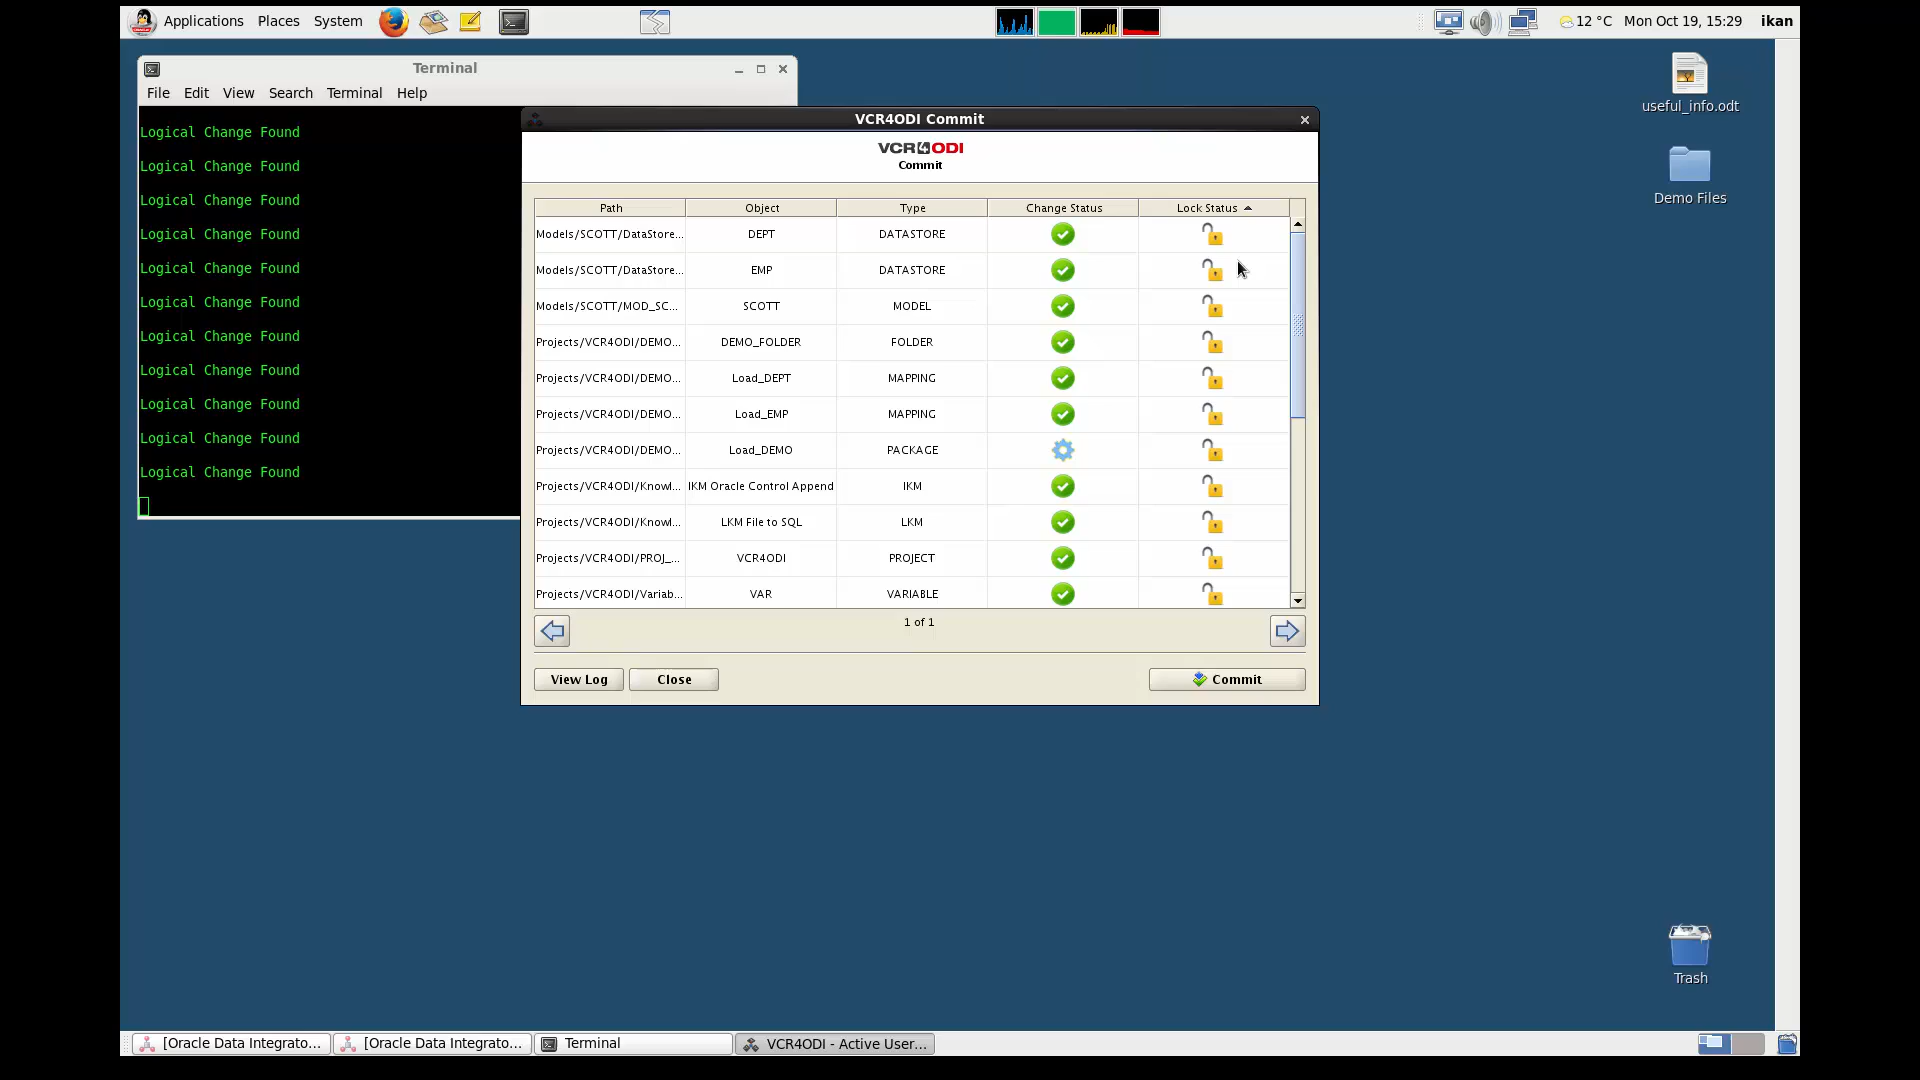 Applications Places System
12 °C Mon Oct 19, 15:29 ikan
Terminal
File Edit View Search Terminal Help
Logical Change Found
Logical Change Found
Logical Change Found
Logical Change Found
Logical Change Found
Logical Change Found
Logical Change Found
Logical Change Found
Logical Change Found
Logical Change Found
Logical Change Found
VCR4ODI Commit
VCR4ODI
Commit
Path Object Type Change Status Lock Status
Models/SCOTT/DataStore... DEPT DATASTORE
Models/SCOTT/DataStore... EMP DATASTORE
Models/SCOTT/MOD_SC... SCOTT MODEL
Projects/VCR4ODI/DEMO... DEMO_FOLDER FOLDER
Projects/VCR4ODI/DEMO... Load_DEPT MAPPING
Projects/VCR4ODI/DEMO... Load_EMP MAPPING
Projects/VCR4ODI/DEMO... Load_DEMO PACKAGE
Projects/VCR4ODI/Knowl... IKM Oracle Control Append IKM
Projects/VCR4ODI/Knowl... LKM File to SQL LKM
Projects/VCR4ODI/PROJ_... VCR4ODI PROJECT
Projects/VCR4ODI/Variab... VAR VARIABLE
1 of 1
View Log Close Commit
useful_info.odt
Demo Files
Trash
[Oracle Data Integrato... [Oracle Data Integrato... Terminal VCR4ODI - Active User...